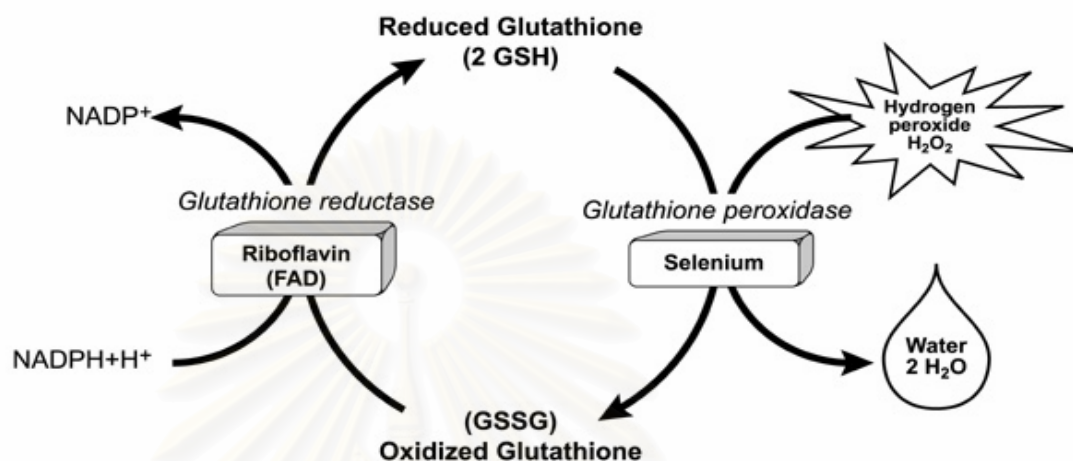 Reduced Glutathione
(2 GSH)
NADP⁺
Hydrogen
peroxide
H₂O₂
Glutathione reductase
Glutathione peroxidase
Riboflavin
(FAD)
Selenium
NADPH+H⁺
Water
2 H₂O
(GSSG)
Oxidized Glutathione